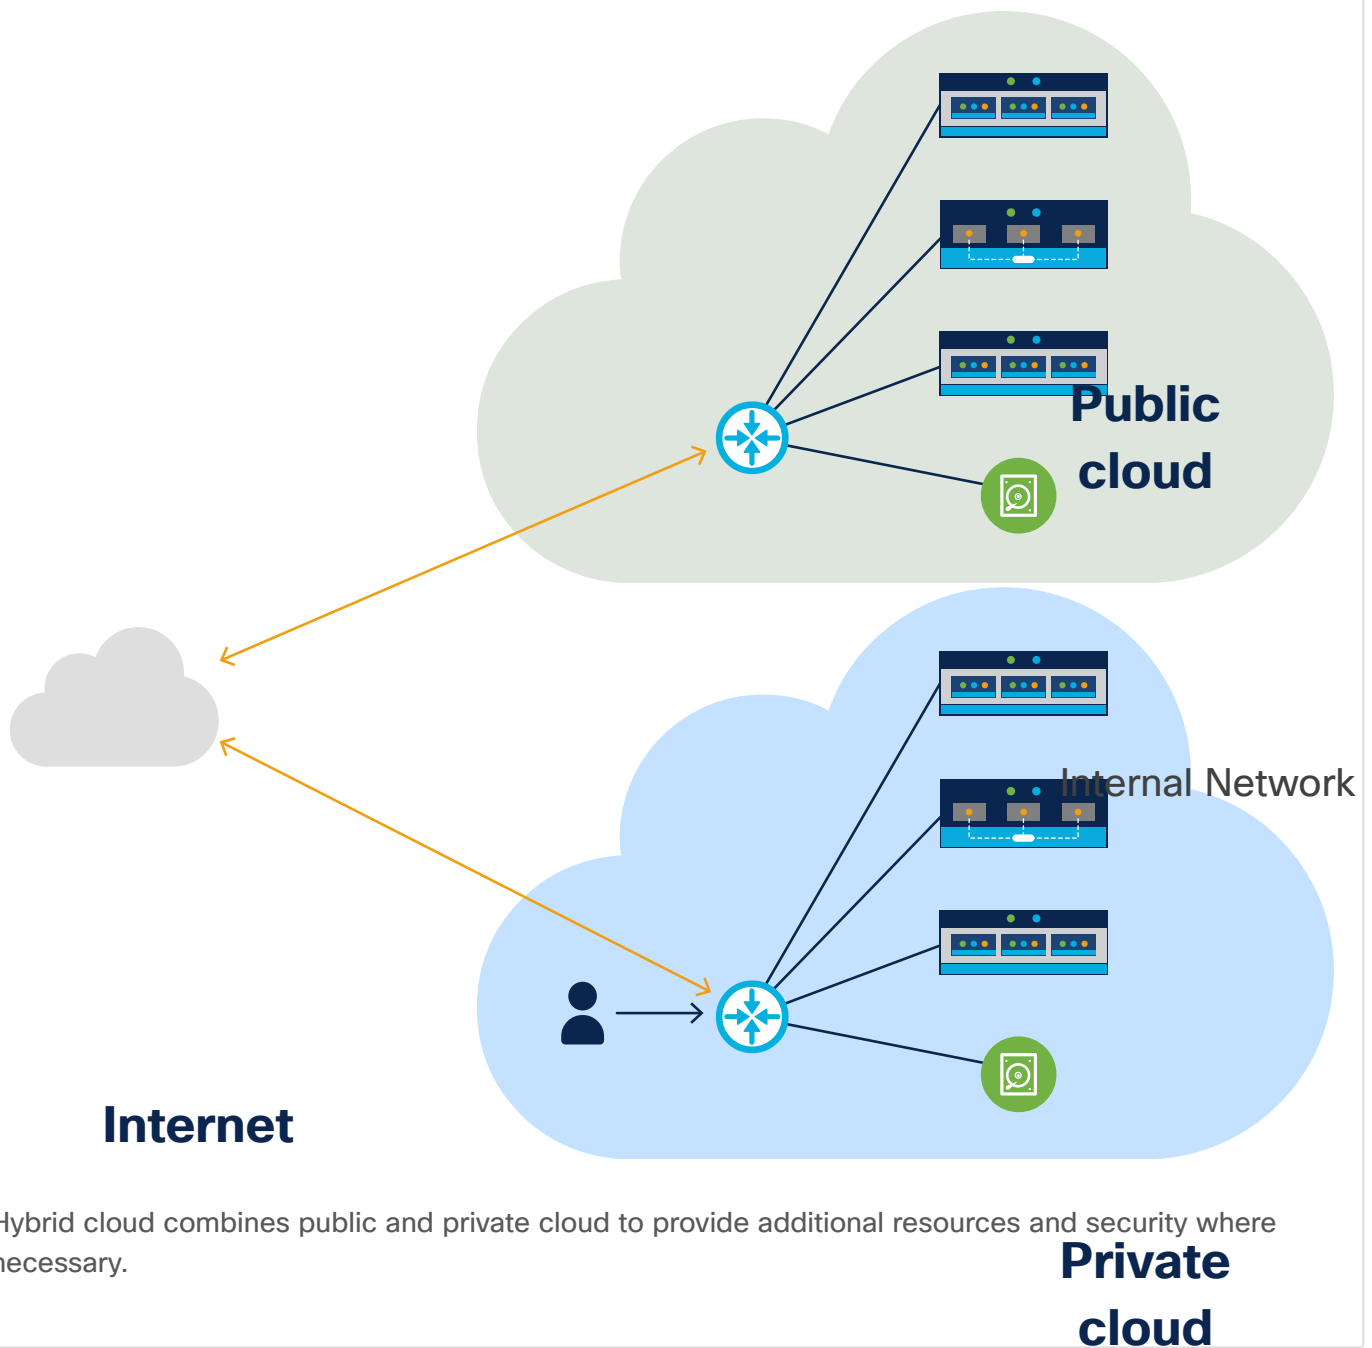 Public
cloud
Internal Network
Internet
Hybrid cloud combines public and private cloud to provide additional resources and security where
necessary.
Private
cloud